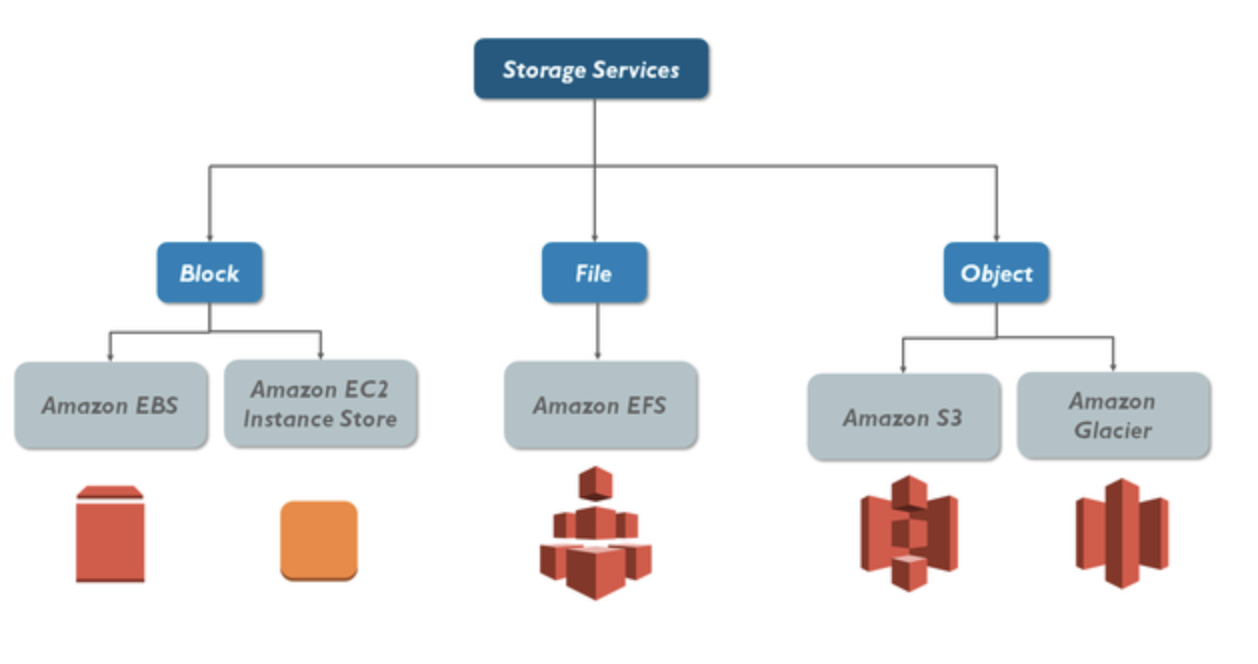 Storage Services
Block
File
Object
Amazon EBS
Amazon EC2
Instance Store
Amazon EFS
Amazon S3
Amazon
Glacier